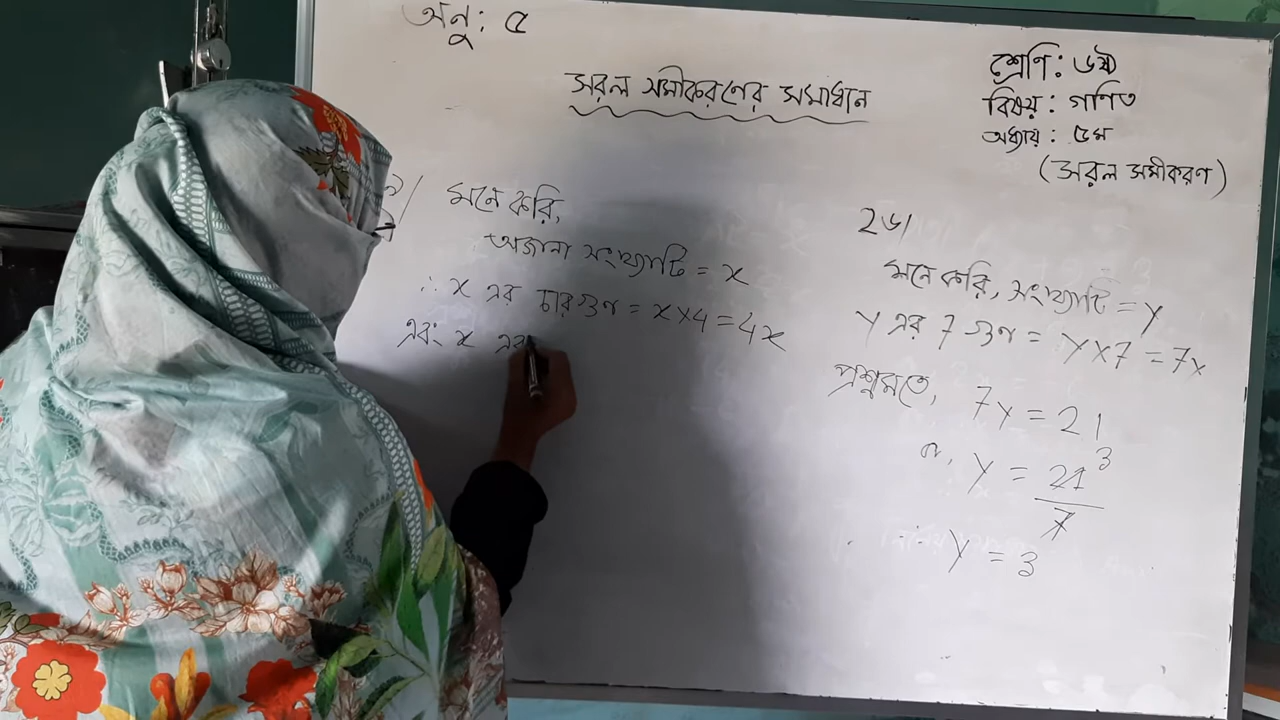 অনু: ৫
সরল সমীকরণের সমাধান
শ্রেণি: ৬ষ্ঠ
বিষয়: গণিত
অধ্যায়: ৫ম
(সরল সমীকরণ)
মনে করি,
অজানা সংখ্যাটি = x
∴ x এর চারগুণ = x×4 = 4x
এবং x এর
২৬।
মনে করি, সংখ্যাটি = y
y এর 7 গুণ = y×7 = 7x
প্রশ্নমতে, 7y = 21
বা, y = 21/7 3
∴ y = 3